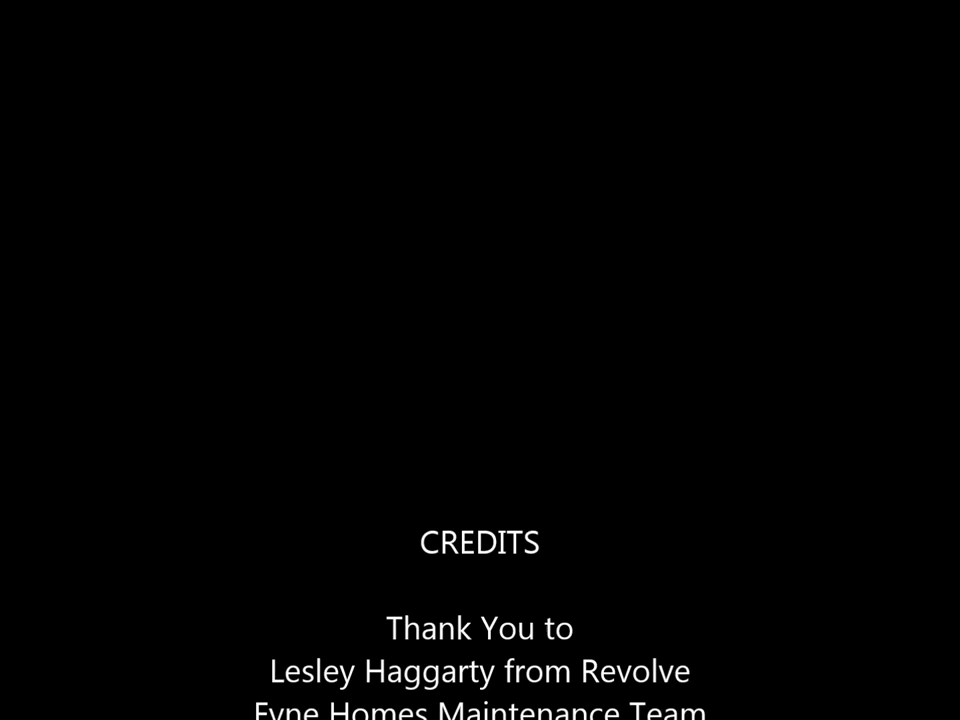 CREDITS
Thank You to
Lesley Haggarty from Revolve
Fyne Homes Maintenance Team